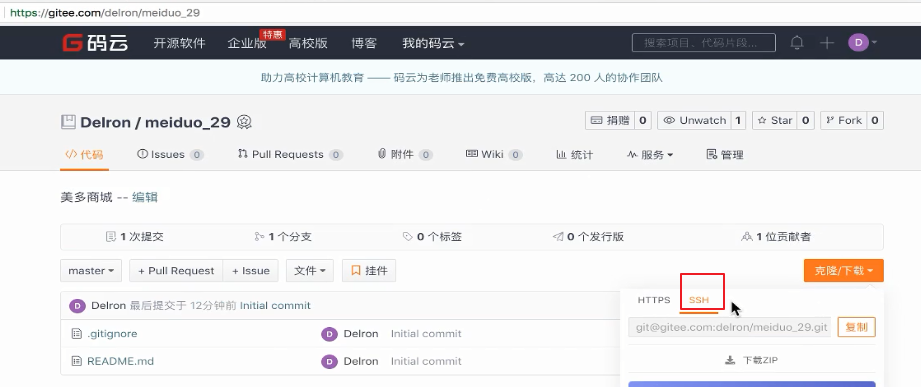 https://gitee.com/delron/meiduo_29
G码云 开源软件 企业版 特惠 高校版 博客 我的码云 搜索项目、代码片段... D
助力高校计算机教育 —— 码云为老师推出免费高校版，高达 200 人的协作团队
Delron / meiduo_29 捐赠 0 Unwatch 1 Star 0 Fork 0
</> 代码 Issues 0 Pull Requests 0 附件 0 Wiki 0 统计 服务 管理
美多商城 -- 编辑
1 次提交 1 个分支 0 个标签 0 个发行版 1 位贡献者
master + Pull Request + Issue 文件 挂件 克隆/下载
D Delron 最后提交于 12分钟前 Initial commit
HTTPS SSH
.gitignore D Delron Initial commit
git@gitee.com:delron/meiduo_29.git 复制
README.md D Delron Initial commit
下载ZIP